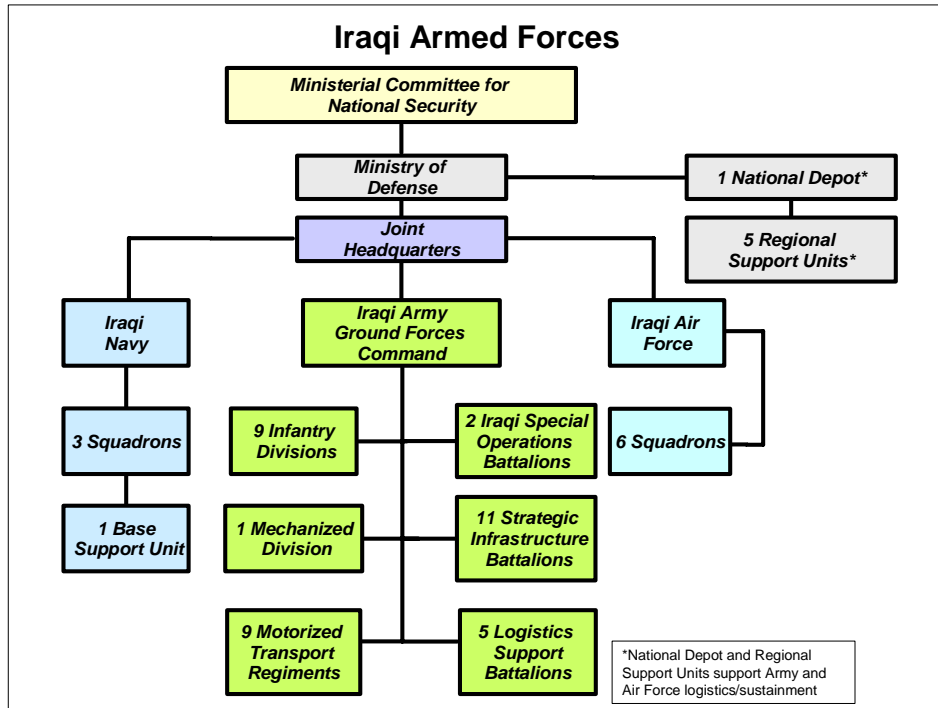 Iraqi Armed Forces
Ministerial Committee for
National Security
Ministry of
Defense
1 National Depot*
Joint
Headquarters
5 Regional
Support Units*
Iraqi
Navy
Iraqi Army
Ground Forces
Command
Iraqi Air
Force
3 Squadrons
9 Infantry
Divisions
2 Iraqi Special
Operations
Battalions
6 Squadrons
1 Base
Support Unit
1 Mechanized
Division
11 Strategic
Infrastructure
Battalions
9 Motorized
Transport
Regiments
5 Logistics
Support
Battalions
*National Depot and Regional
Support Units support Army and
Air Force logistics/sustainment